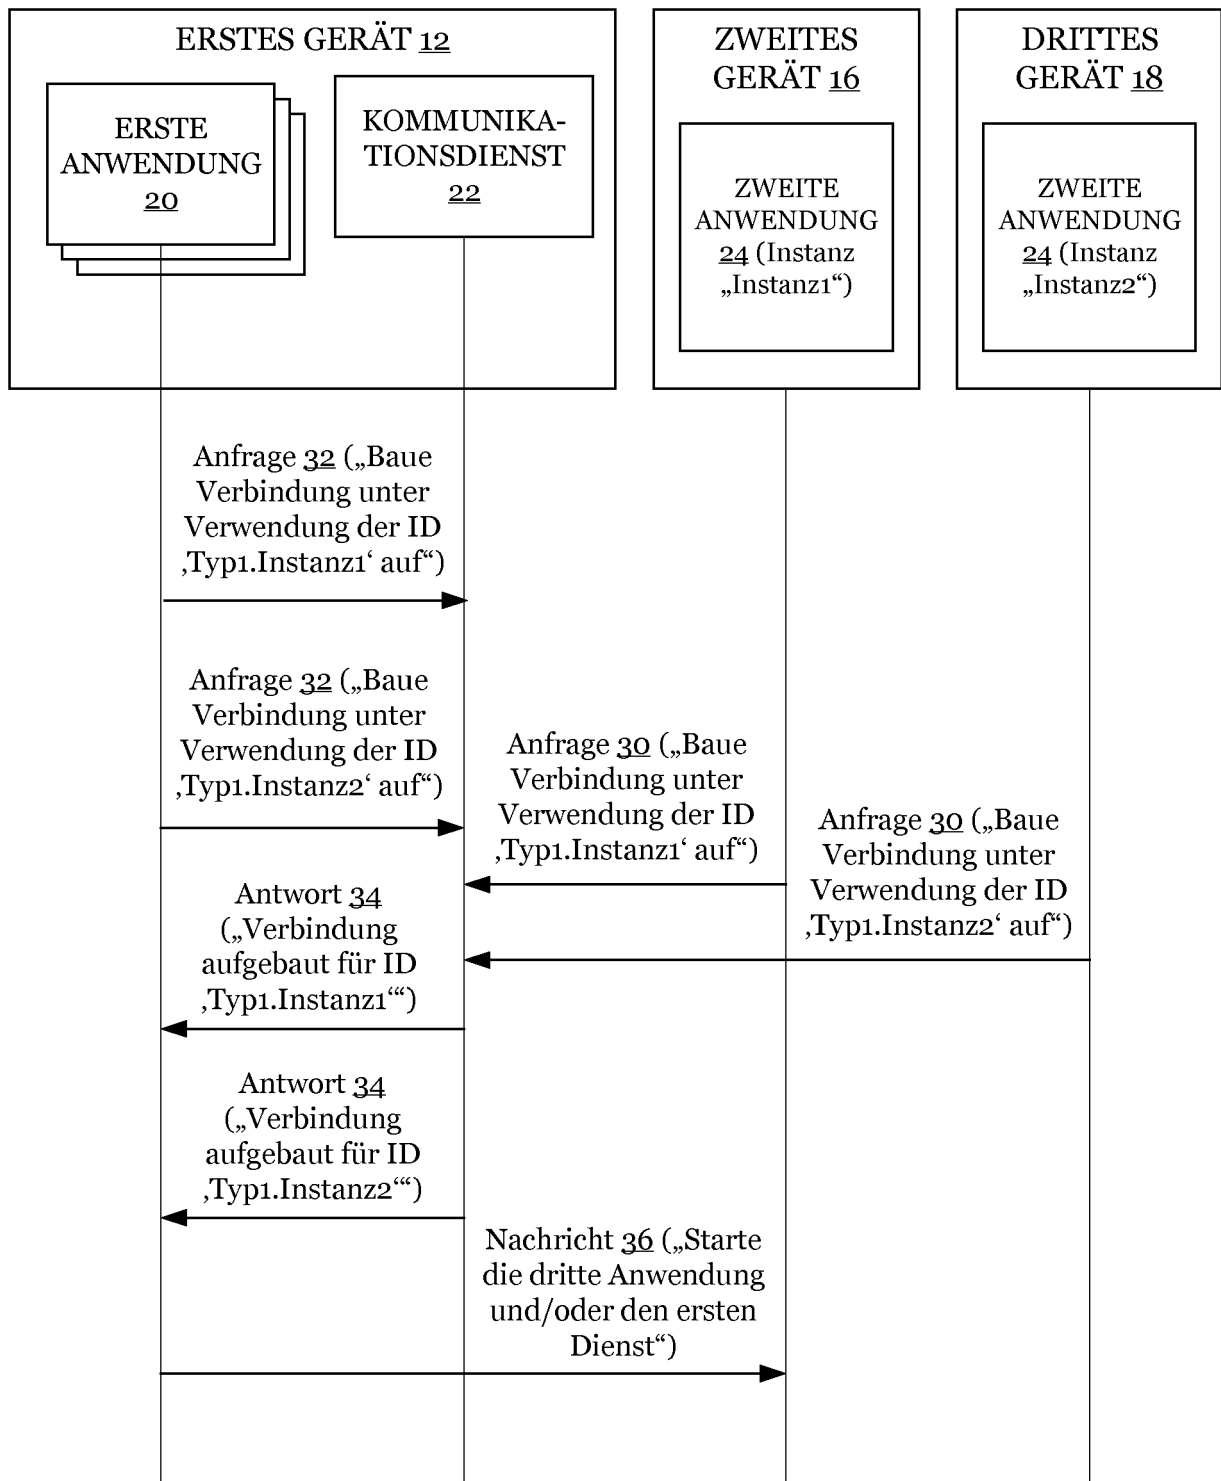 ERSTES GERÄT 12
ERSTE
ANWENDUNG
20
KOMMUNIKA-
TIONSDIENST
22
ZWEITES
GERÄT 16
ZWEITE
ANWENDUNG
24 (Instanz
„Instanz1“)
DRITTES
GERÄT 18
ZWEITE
ANWENDUNG
24 (Instanz
„Instanz2“)
Anfrage 32 („Baue
Verbindung unter
Verwendung der ID
‚Typ1.Instanz1‘ auf“)
Anfrage 32 („Baue
Verbindung unter
Verwendung der ID
‚Typ1.Instanz2‘ auf“)
Anfrage 30 („Baue
Verbindung unter
Verwendung der ID
‚Typ1.Instanz1‘ auf“)
Anfrage 30 („Baue
Verbindung unter
Verwendung der ID
‚Typ1.Instanz2‘ auf“)
Antwort 34
(„Verbindung
aufgebaut für ID
‚Typ1.Instanz1‘“)
Antwort 34
(„Verbindung
aufgebaut für ID
‚Typ1.Instanz2‘“)
Nachricht 36 („Starte
die dritte Anwendung
und/oder den ersten
Dienst“)